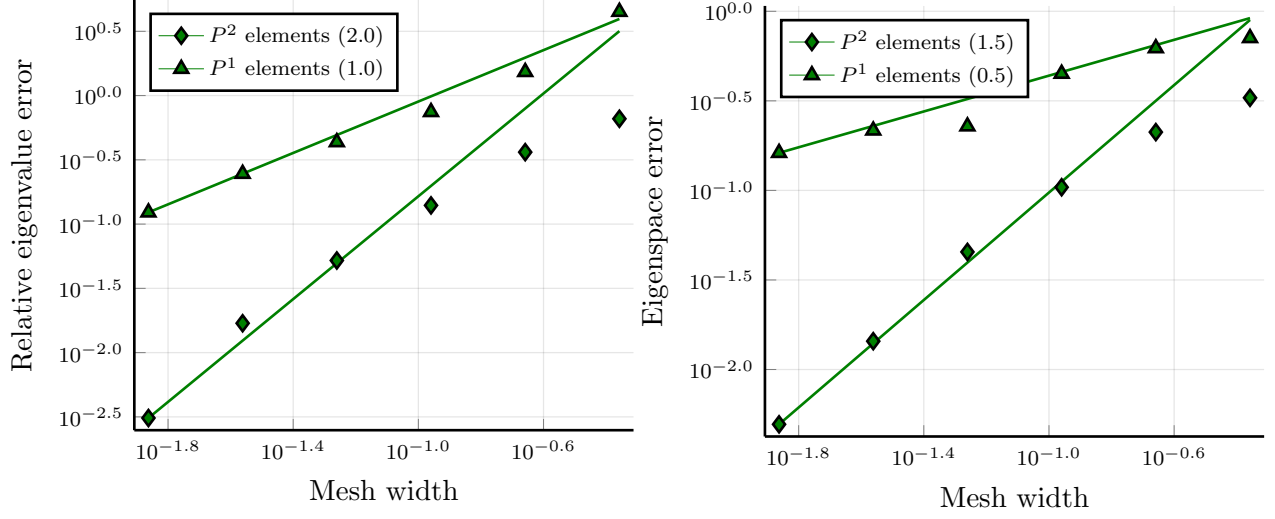 Relative eigenvalue error
10^{0.5}
10^{0.0}
10^{−0.5}
10^{−1.0}
10^{−1.5}
10^{−2.0}
10^{−2.5}
P^2 elements (2.0)
P^1 elements (1.0)
10^{−1.8} 10^{−1.4} 10^{−1.0} 10^{−0.6}
Mesh width
Eigenspace error
10^{0.0}
10^{−0.5}
10^{−1.0}
10^{−1.5}
10^{−2.0}
P^2 elements (1.5)
P^1 elements (0.5)
10^{−1.8} 10^{−1.4} 10^{−1.0} 10^{−0.6}
Mesh width